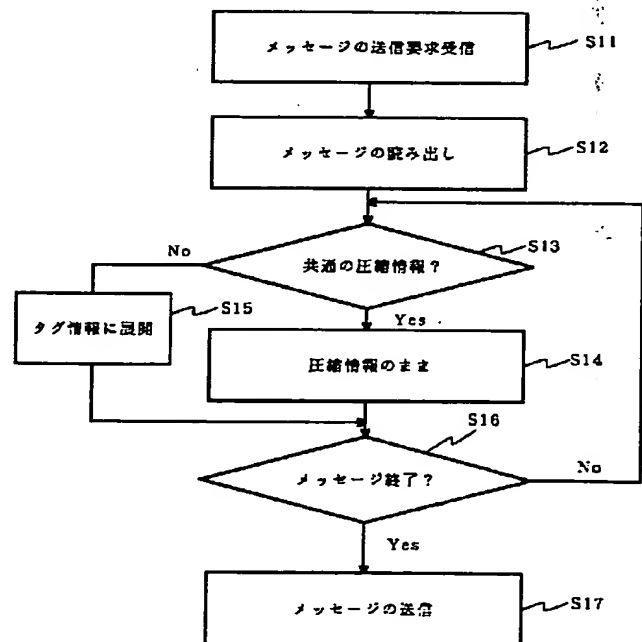 メッセージの送信要求受信
S11
メッセージの読み出し
S12
S13
No
共通の圧縮情報?
S15
タグ情報に展開
Yes
S14
圧縮情報のまま
S16
メッセージ終了?
No
Yes
メッセージの送信
S17